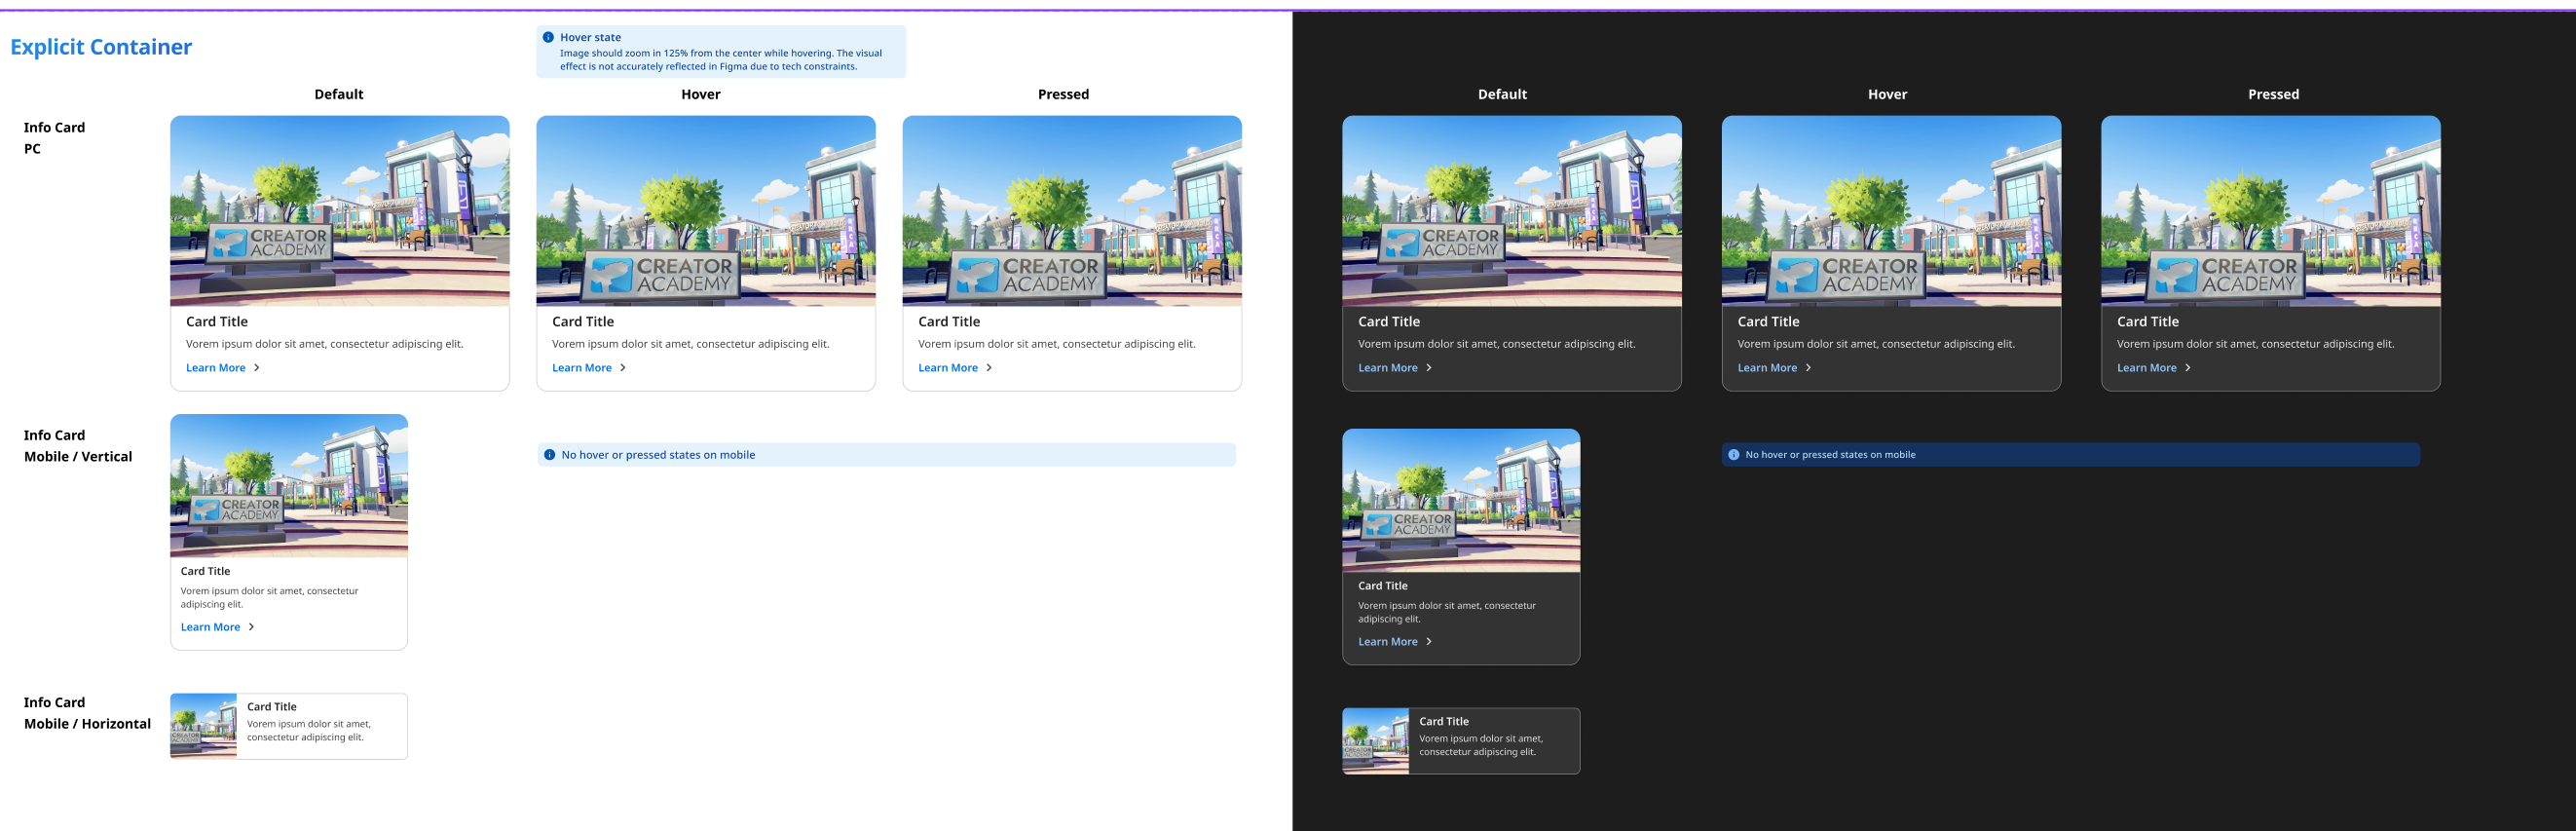 Explicit Container
Hover state
Image should zoom in 125% from the center while hovering. The visual
effect is not accurately reflected in Figma due to tech constraints.
Default
Hover
Pressed
Default
Hover
Pressed
Info Card
PC
CREATOR
ACADEMY
Card Title
Vorem ipsum dolor sit amet, consectetur adipiscing elit.
Learn More
CREATOR
ACADEMY
Card Title
Vorem ipsum dolor sit amet, consectetur adipiscing elit.
Learn More
CREATOR
ACADEMY
Card Title
Vorem ipsum dolor sit amet, consectetur adipiscing elit.
Learn More
CREATOR
ACADEMY
Card Title
Vorem ipsum dolor sit amet, consectetur adipiscing elit.
Learn More
CREATOR
ACADEMY
Card Title
Vorem ipsum dolor sit amet, consectetur adipiscing elit.
Learn More
CREATOR
ACADEMY
Card Title
Vorem ipsum dolor sit amet, consectetur adipiscing elit.
Learn More
Info Card
Mobile / Vertical
CREATOR
ACADEMY
Card Title
Vorem ipsum dolor sit amet, consectetur
adipiscing elit.
Learn More
No hover or pressed states on mobile
CREATOR
ACADEMY
Card Title
Vorem ipsum dolor sit amet, consectetur
adipiscing elit.
Learn More
No hover or pressed states on mobile
Info Card
Mobile / Horizontal
CREATOR
ACADEMY
Card Title
Vorem ipsum dolor sit amet,
consectetur adipiscing elit.
CREATOR
ACADEMY
Card Title
Vorem ipsum dolor sit amet,
consectetur adipiscing elit.